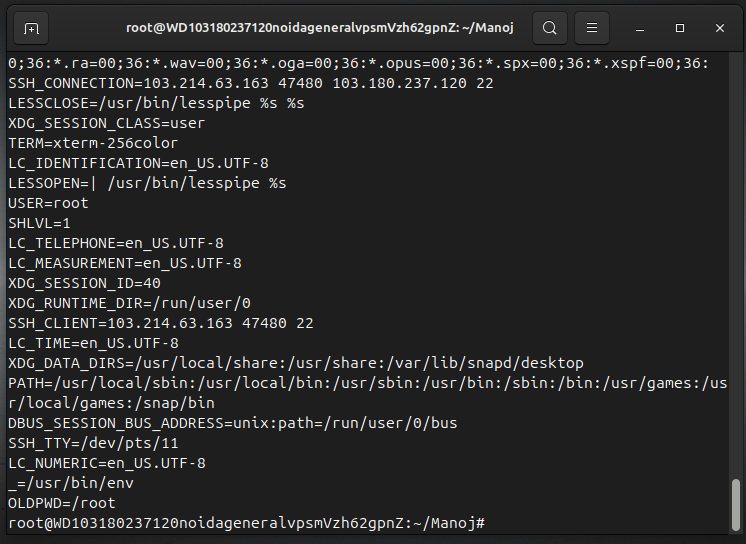 root@WD103180237120noidageneralvpsmVzh62gpnZ: ~/Manoj
0;36:*.ra=00;36:*.wav=00;36:*.oga=00;36:*.opus=00;36:*.spx=00;36:*.xspf=00;36:
SSH_CONNECTION=103.214.63.163 47480 103.180.237.120 22
LESSCLOSE=/usr/bin/lesspipe %s %s
XDG_SESSION_CLASS=user
TERM=xterm-256color
LC_IDENTIFICATION=en_US.UTF-8
LESSOPEN=| /usr/bin/lesspipe %s
USER=root
SHLVL=1
LC_TELEPHONE=en_US.UTF-8
LC_MEASUREMENT=en_US.UTF-8
XDG_SESSION_ID=40
XDG_RUNTIME_DIR=/run/user/0
SSH_CLIENT=103.214.63.163 47480 22
LC_TIME=en_US.UTF-8
XDG_DATA_DIRS=/usr/local/share:/usr/share:/var/lib/snapd/desktop
PATH=/usr/local/sbin:/usr/local/bin:/usr/sbin:/usr/bin:/sbin:/bin:/usr/games:/us
r/local/games:/snap/bin
DBUS_SESSION_BUS_ADDRESS=unix:path=/run/user/0/bus
SSH_TTY=/dev/pts/11
LC_NUMERIC=en_US.UTF-8
_=/usr/bin/env
OLDPWD=/root
root@WD103180237120noidageneralvpsmVzh62gpnZ:~/Manoj#